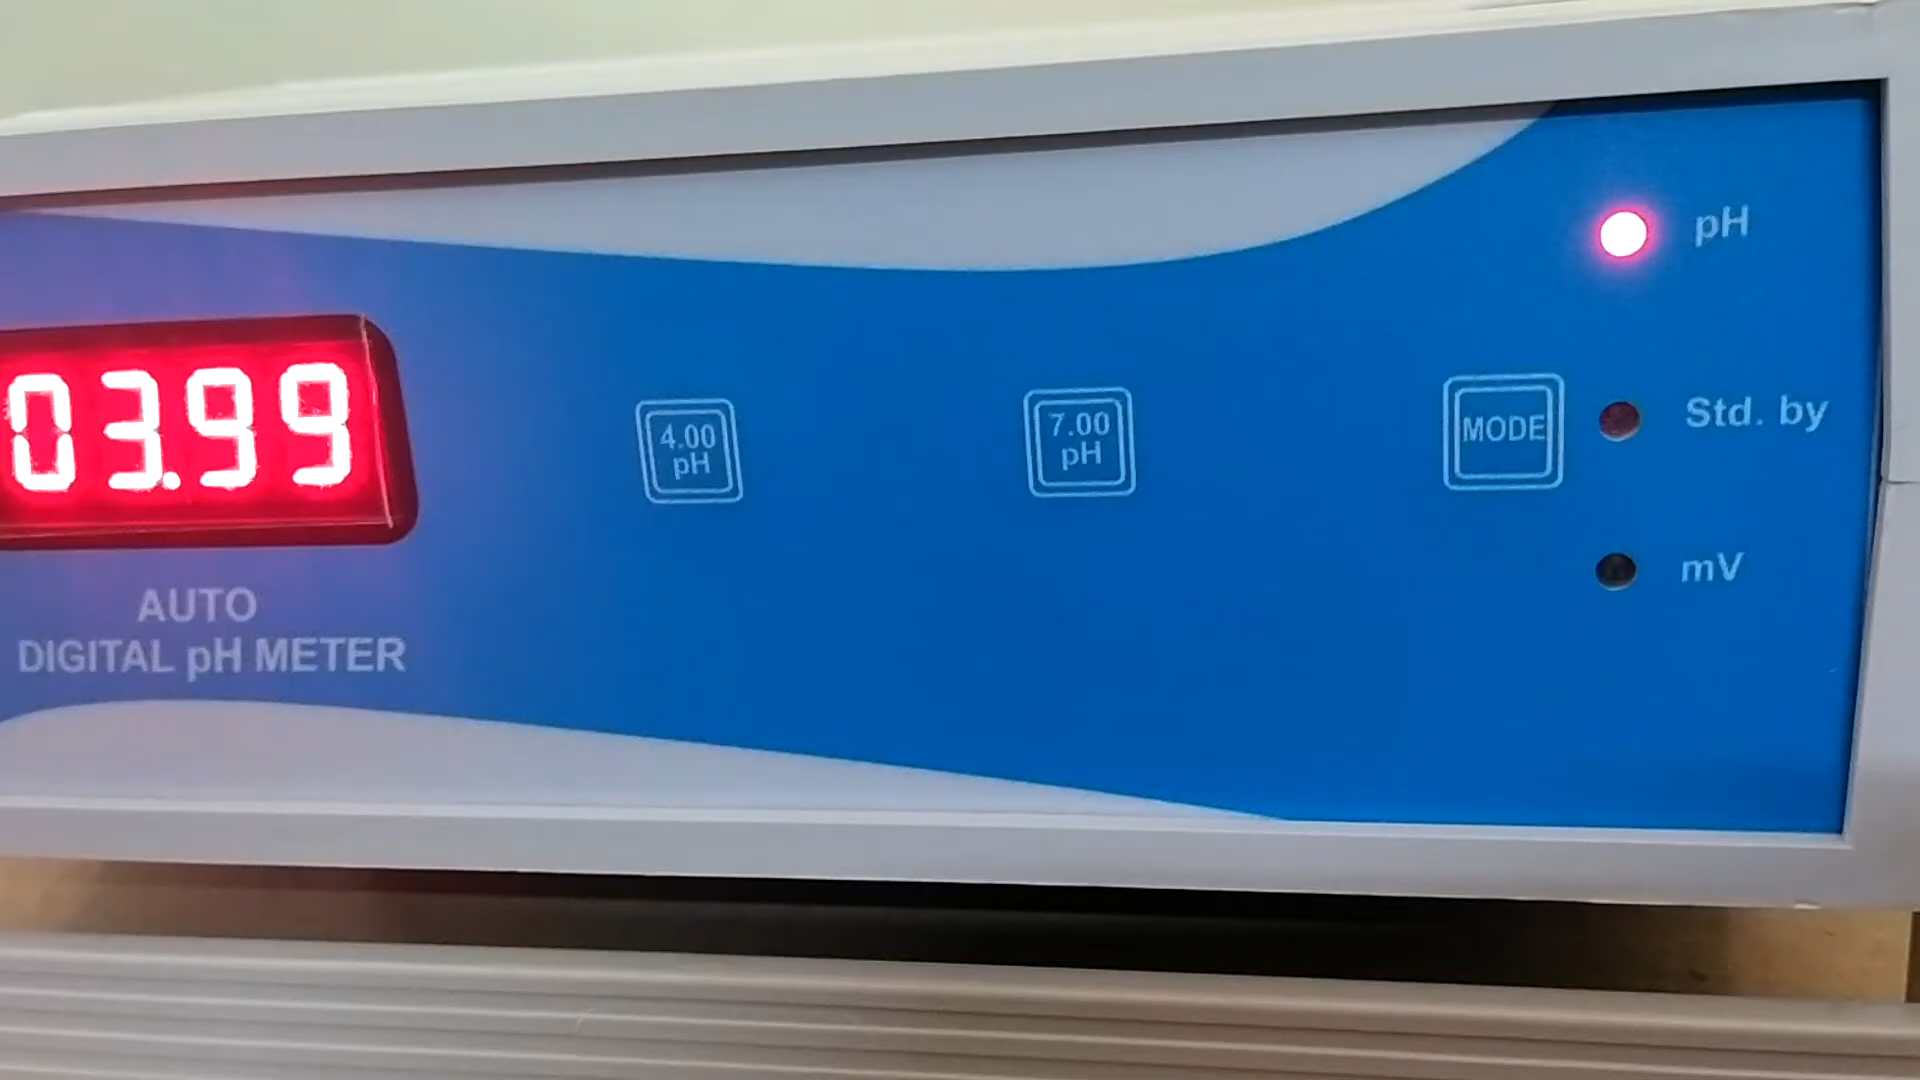 03.99
AUTO
DIGITAL pH METER
4.00
pH
7.00
pH
MODE
pH
Std. by
mV